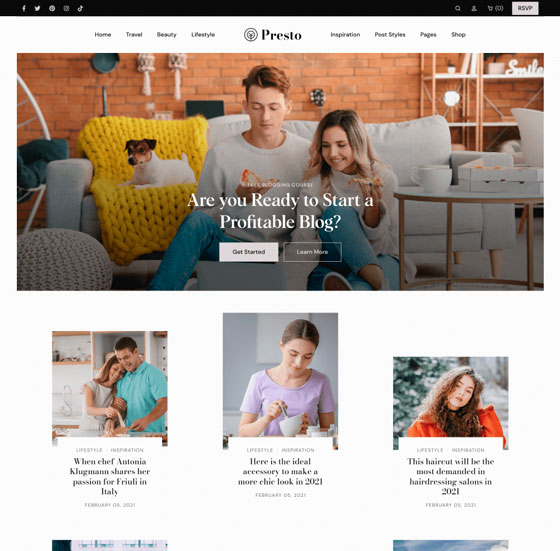 (0)
RSVP
Home
Travel
Beauty
Lifestyle
Presto
Inspiration
Post Styles
Pages
Shop
Smile
FREE BLOGGING COURSE
Are you Ready to Start a
Profitable Blog?
Get Started
Learn More
LIFESTYLE · INSPIRATION
When chef Antonia
Klugmann shares her
passion for Friuli in
Italy
FEBRUARY 05, 2021
LIFESTYLE · INSPIRATION
Here is the ideal
accessory to make a
more chic look in 2021
FEBRUARY 05, 2021
LIFESTYLE · INSPIRATION
This haircut will be the
most demanded in
hairdressing salons in
2021
FEBRUARY 05, 2021